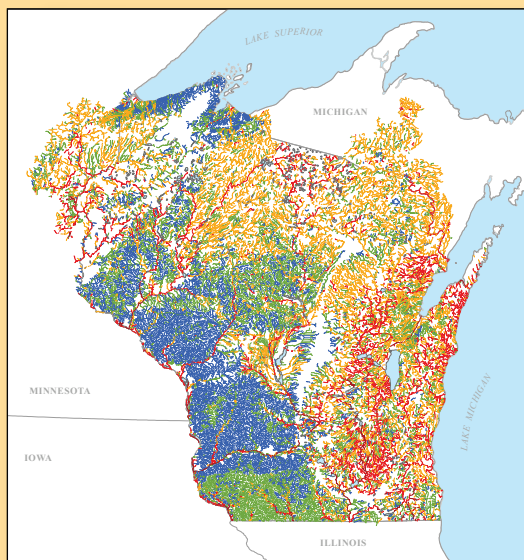 LAKE SUPERIOR
MICHIGAN
MINNESOTA
LAKE MICHIGAN
IOWA
ILLINOIS